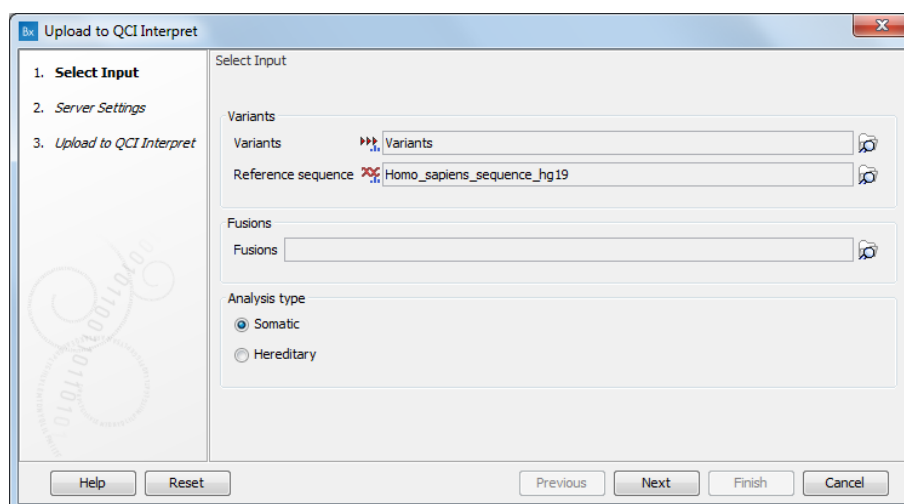 Bx Upload to QCI Interpret
1. Select Input
2. Server Settings
3. Upload to QCI Interpret
Select Input
Variants
Variants Variants
Reference sequence Homo_sapiens_sequence_hg19
Fusions
Fusions
Analysis type
Somatic
Hereditary
Help Reset Previous Next Finish Cancel